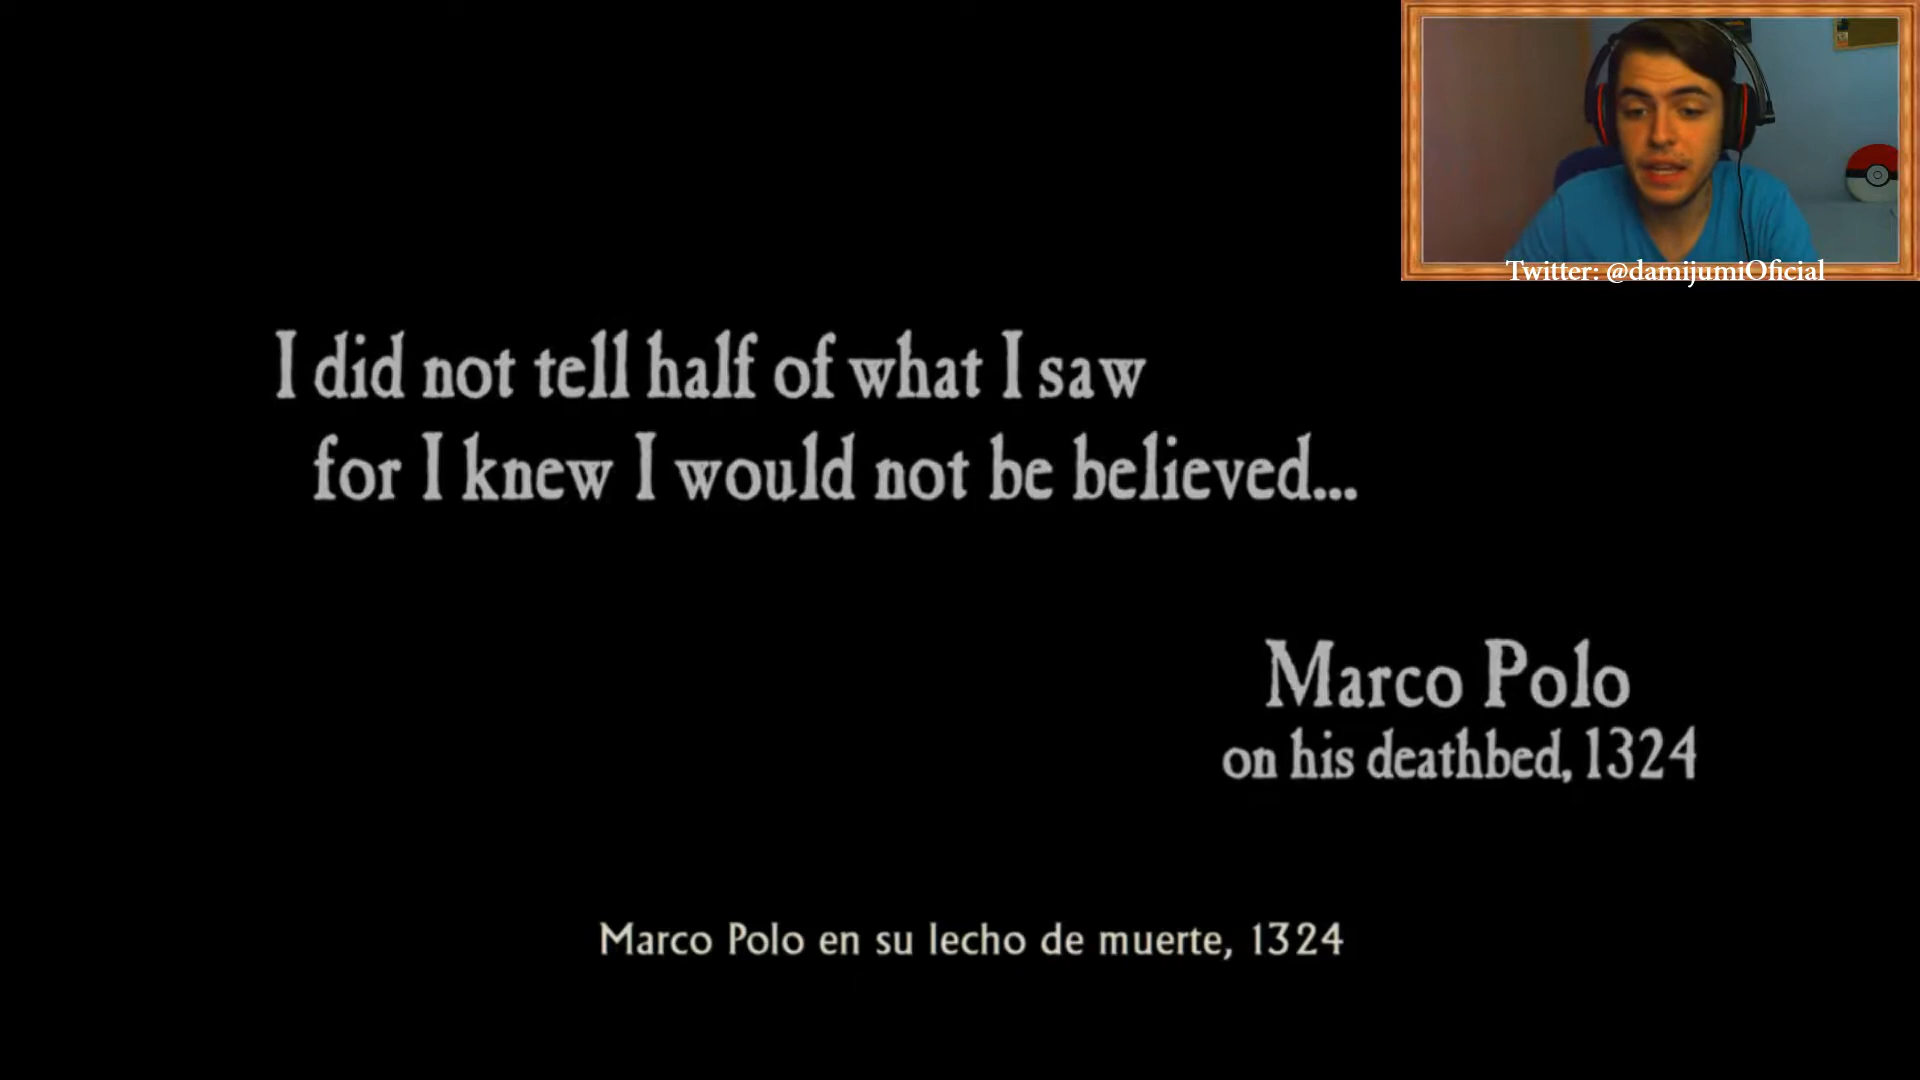 Twitter: @damijumiOficial
I did not tell half of what I saw
for I knew I would not be believed...
Marco Polo
on his deathbed, 1324
Marco Polo en su lecho de muerte, 1324